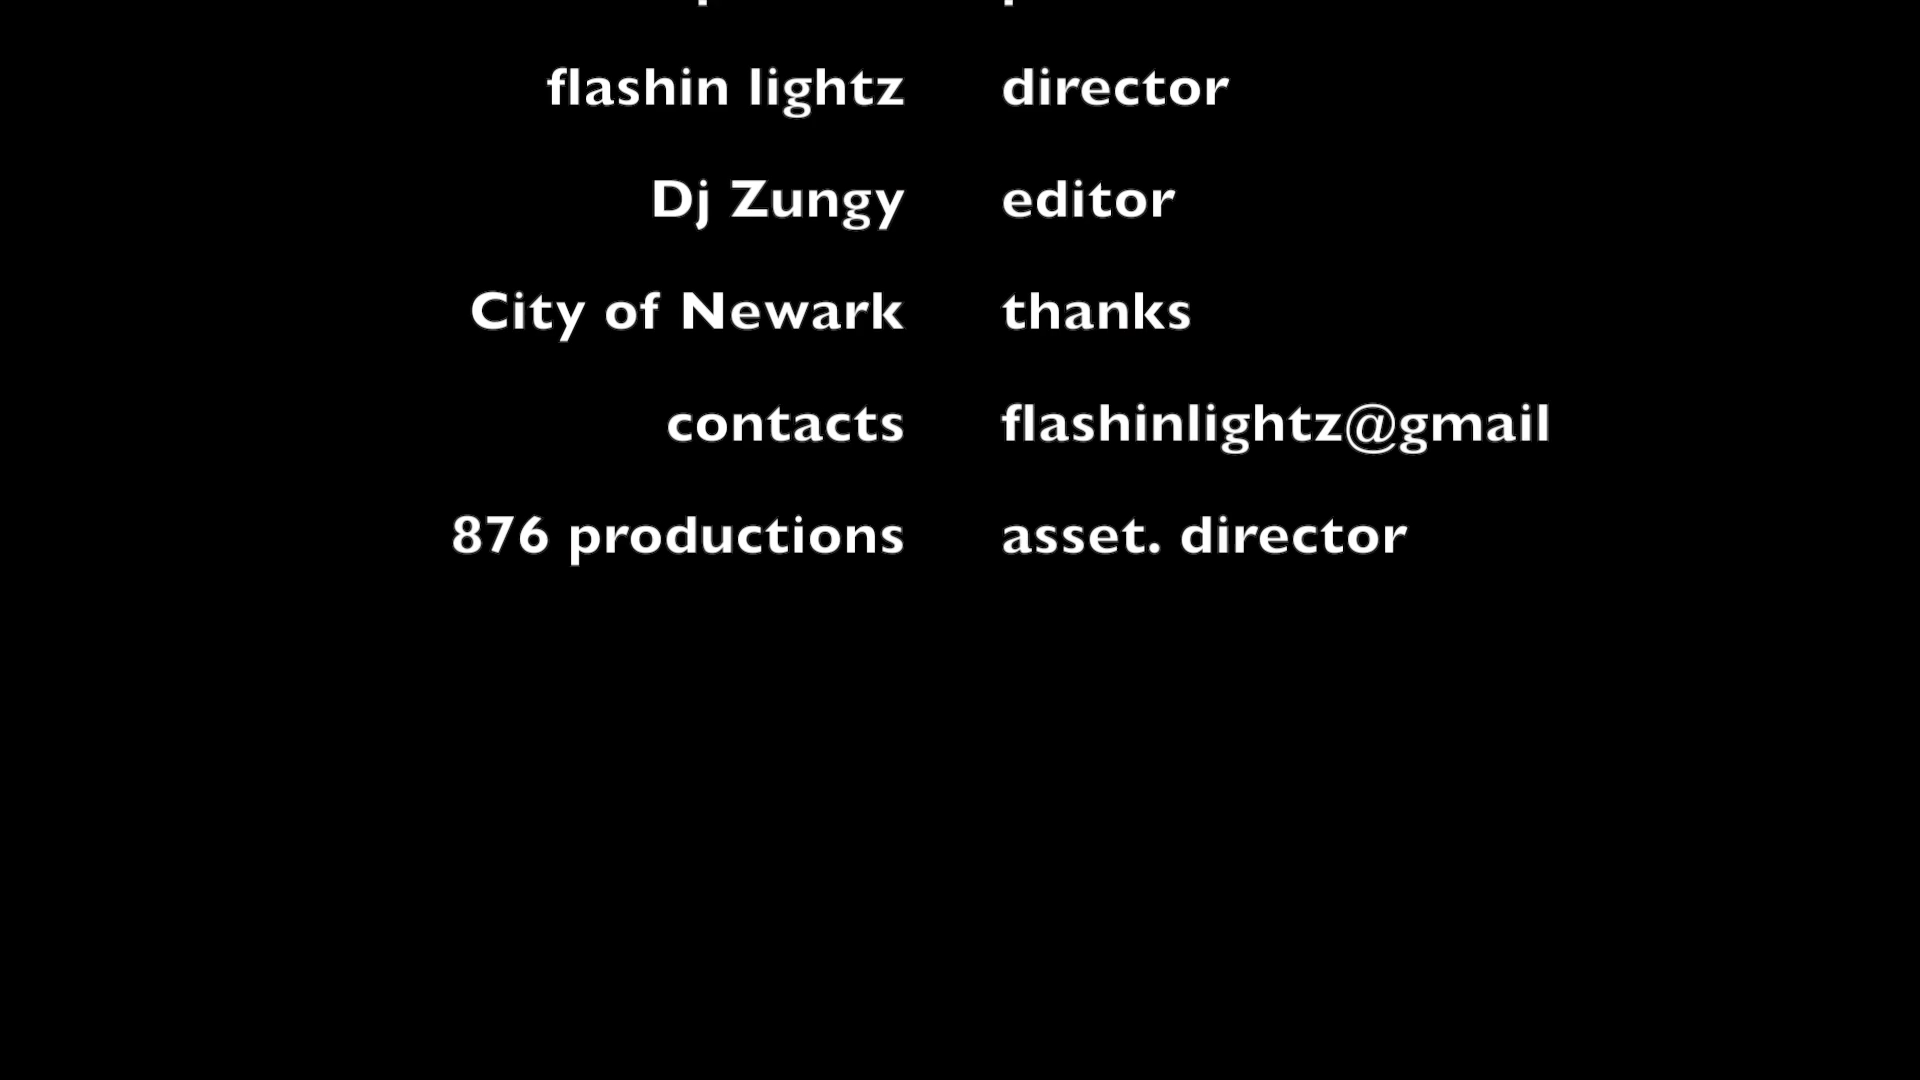 flashin lightz director
Dj Zungy editor
City of Newark thanks
contacts flashinlightz@gmail
876 productions asset. director